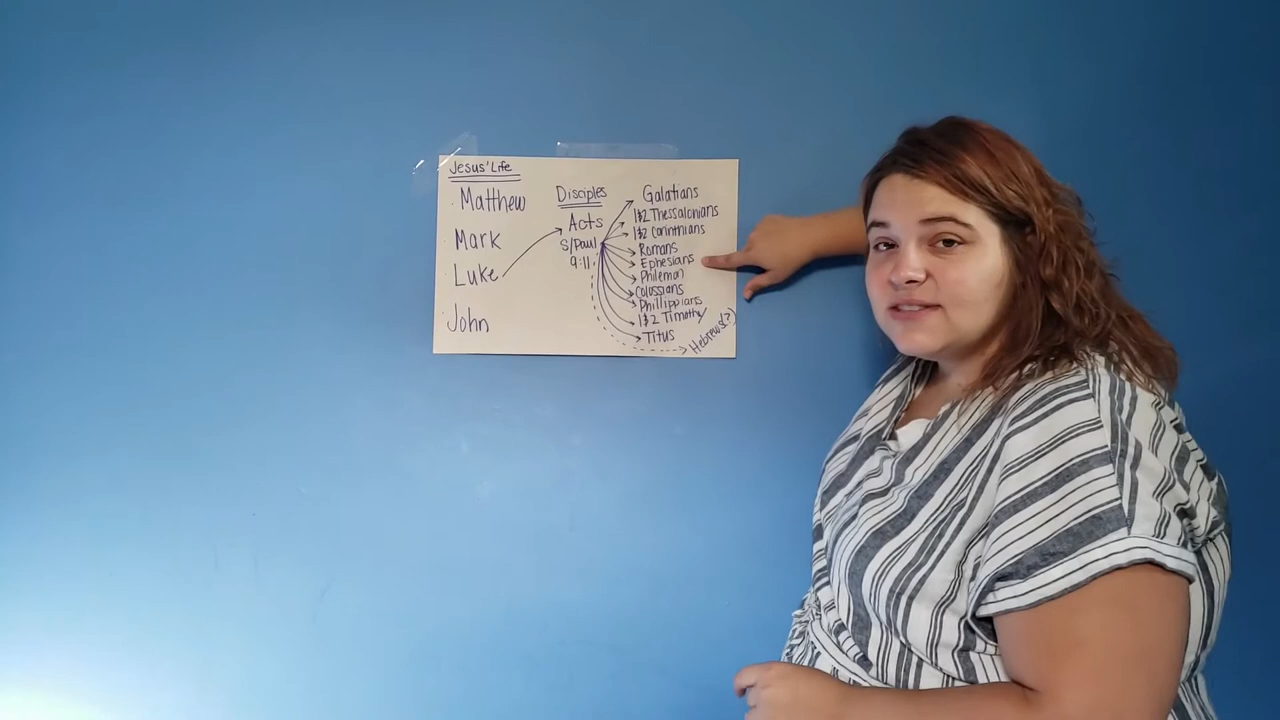 Jesus' Life
Matthew
Mark
Luke
John
Disciples
Acts
S/Paul
9:11
Galatians
1&2 Thessalonians
1&2 Corinthians
Romans
Ephesians
Philemon
Colossians
Phillippians
1&2 Timothy
Titus
Hebrews(?)